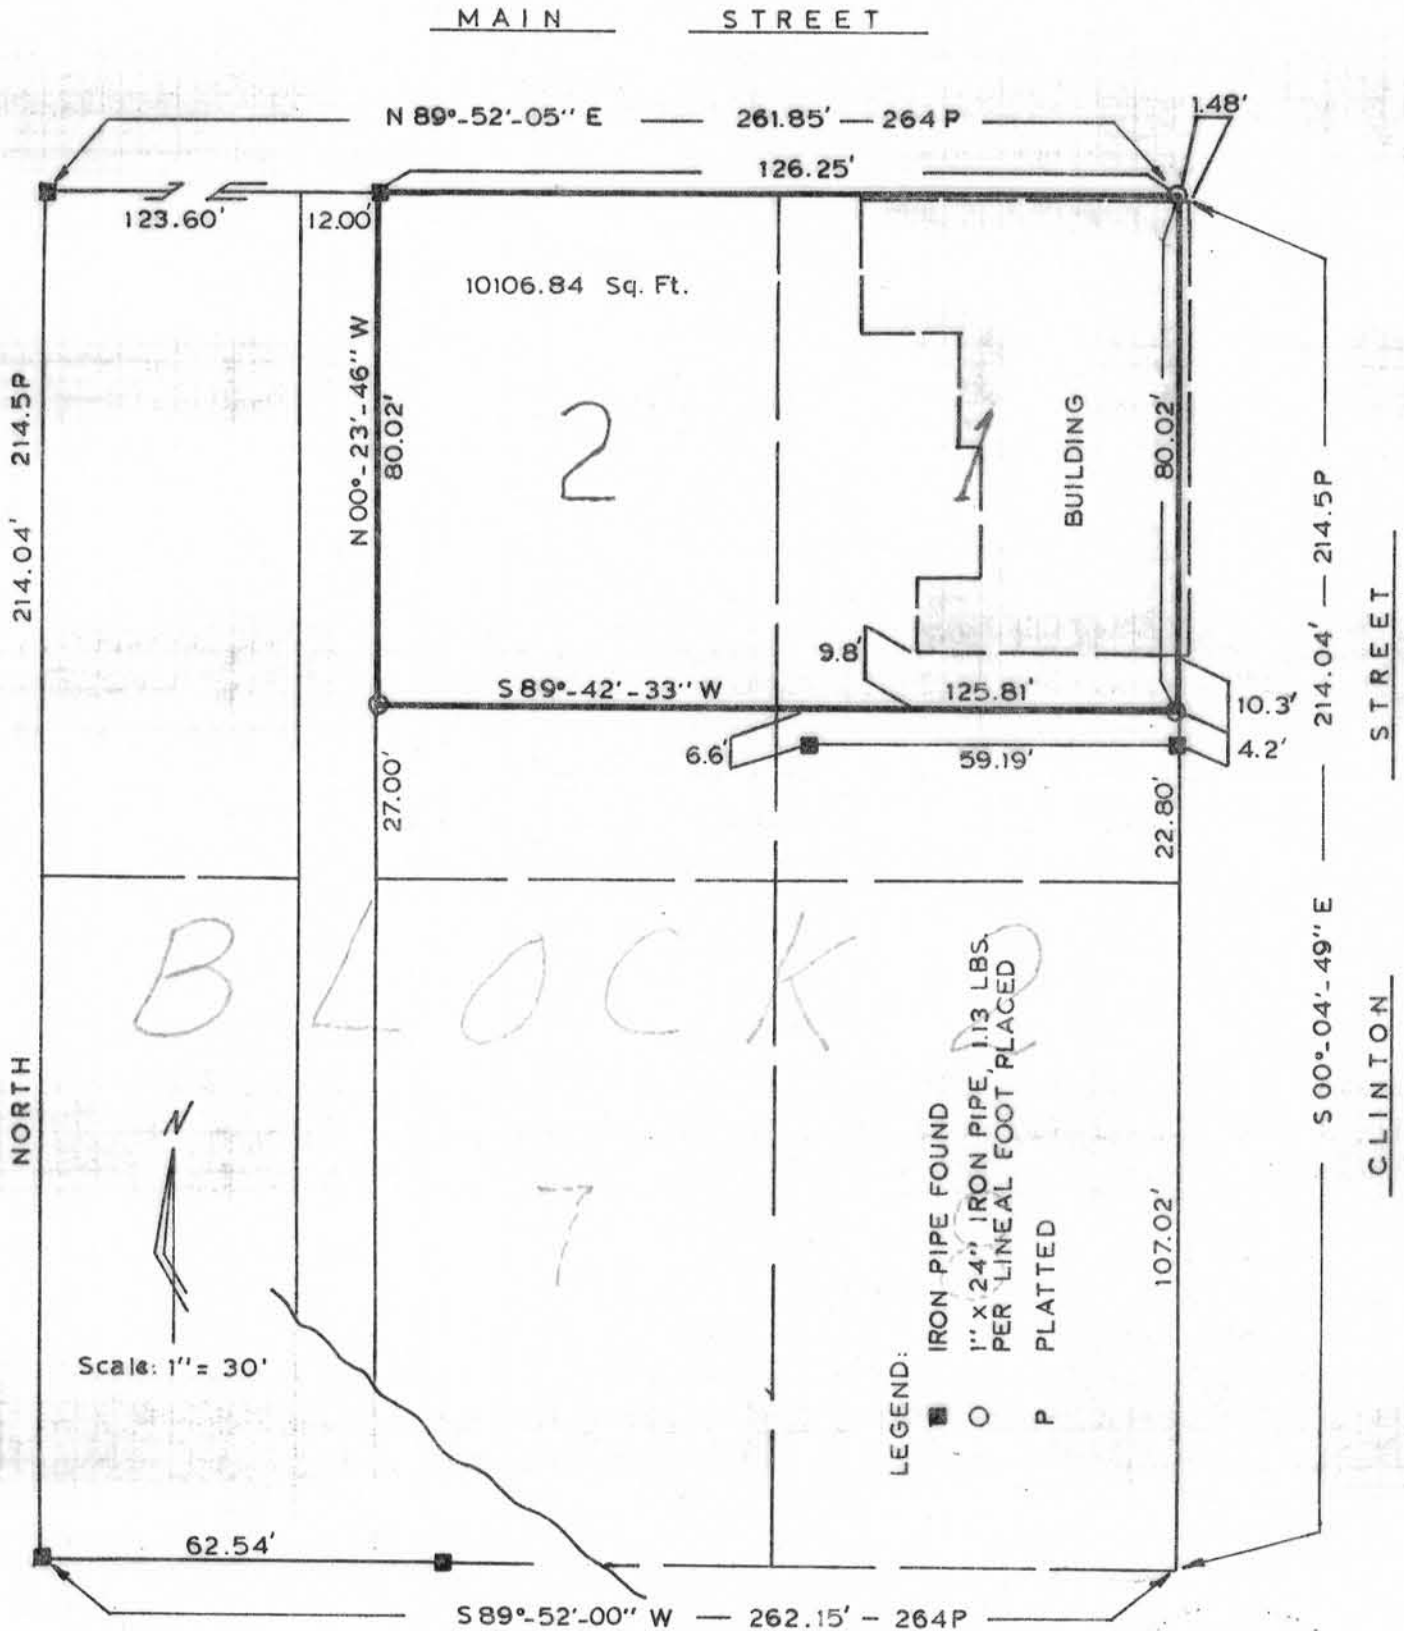 MAIN STREET
N 89°-52'-05" E — 261.85' — 264 P
1.48'
126.25'
123.60'
12.00'
10106.84 Sq. Ft.
N 00°-23'-46" W
80.02'
2
1
BUILDING
80.02'
214.04' 214.5P
NORTH
9.8'
S 89°-42'-33" W
125.81'
10.3'
6.6'
59.19'
4.2'
27.00'
22.80'
S 00°-04'-49" E — 214.04' — 214.5P
CLINTON STREET
BLOCK 2
N
7
8
107.02'
Scale: 1" = 30'
LEGEND:
IRON PIPE FOUND
1" x 24" IRON PIPE, 1.13 LBS.
PER LINEAL FOOT PLACED
P PLATTED
62.54'
S 89°-52'-00" W — 262.15' - 264P